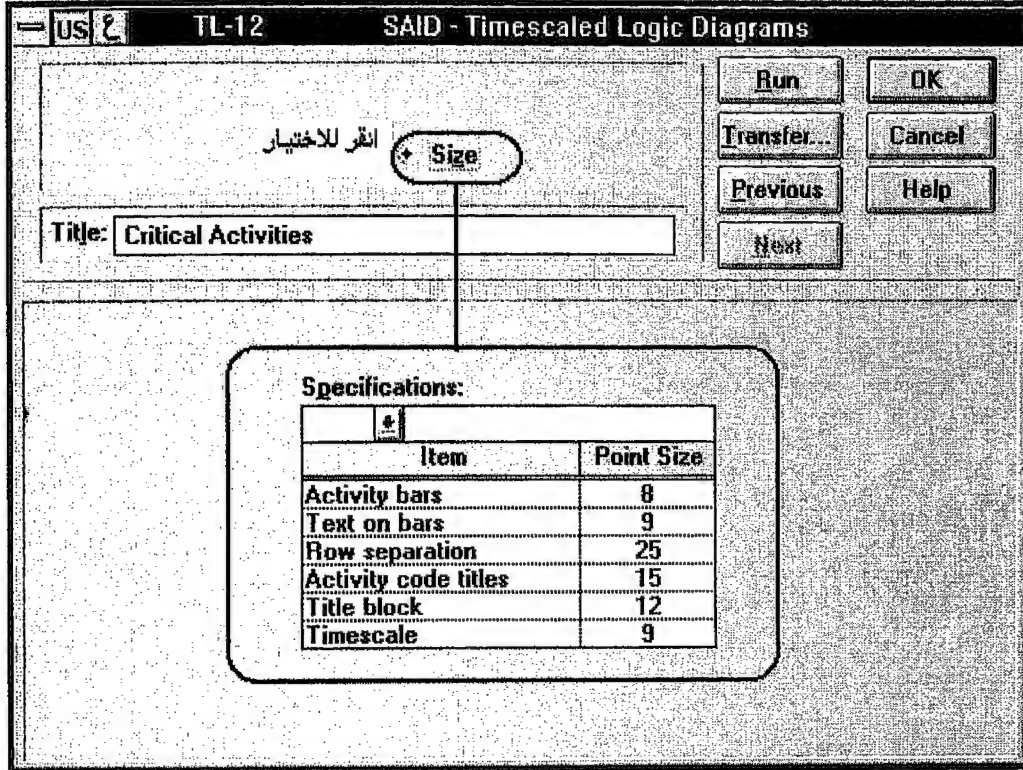 US ع TL-12 SAID - Timescaled Logic Diagrams
Run OK
انقر للاختيار Size
Transfer... Cancel
Previous Help
Title: Critical Activities
Next
Specifications:
Item Point Size
Activity bars 8
Text on bars 9
Row separation 25
Activity code titles 15
Title block 12
Timescale 9